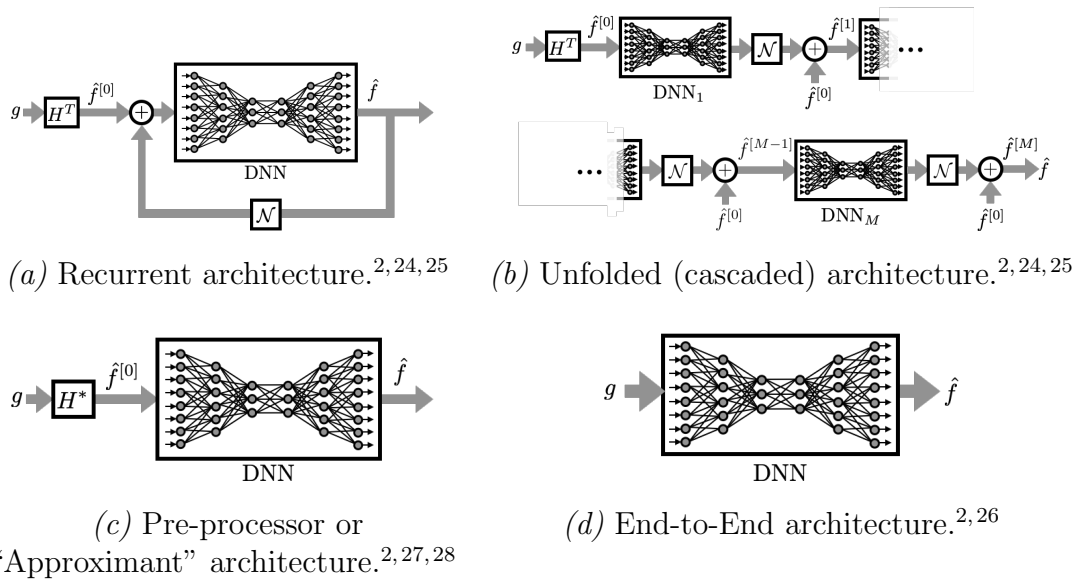 g H^T f̂^[0] + DNN f̂
𝒩
(a) Recurrent architecture.^2,24,25
g H^T f̂^[0] DNN_1 𝒩 + f̂^[1] •••
f̂^[0]
••• 𝒩 + f̂^[M−1] DNN_M 𝒩 + f̂^[M] f̂
f̂^[0] f̂^[0]
(b) Unfolded (cascaded) architecture.^2,24,25
g H* f̂^[0] f̂
DNN
(c) Pre-processor or
“Approximant” architecture.^2,27,28
g f̂
DNN
(d) End-to-End architecture.^2,26